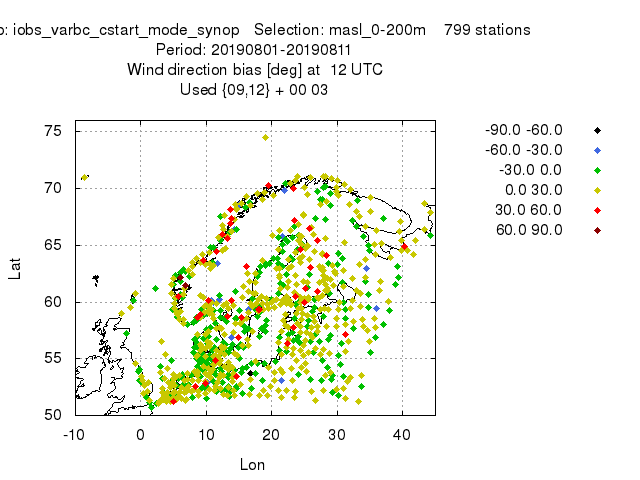 : iobs_varbc_cstart_mode_synop Selection: masl_0-200m 799 stations
Period: 20190801-20190811
Wind direction bias [deg] at 12 UTC
Used {09,12} + 00 03
75
70
65
60
55
50
-10 0 10 20 30 40
Lat
Lon
-90.0 -60.0
-60.0 -30.0
-30.0 0.0
0.0 30.0
30.0 60.0
60.0 90.0